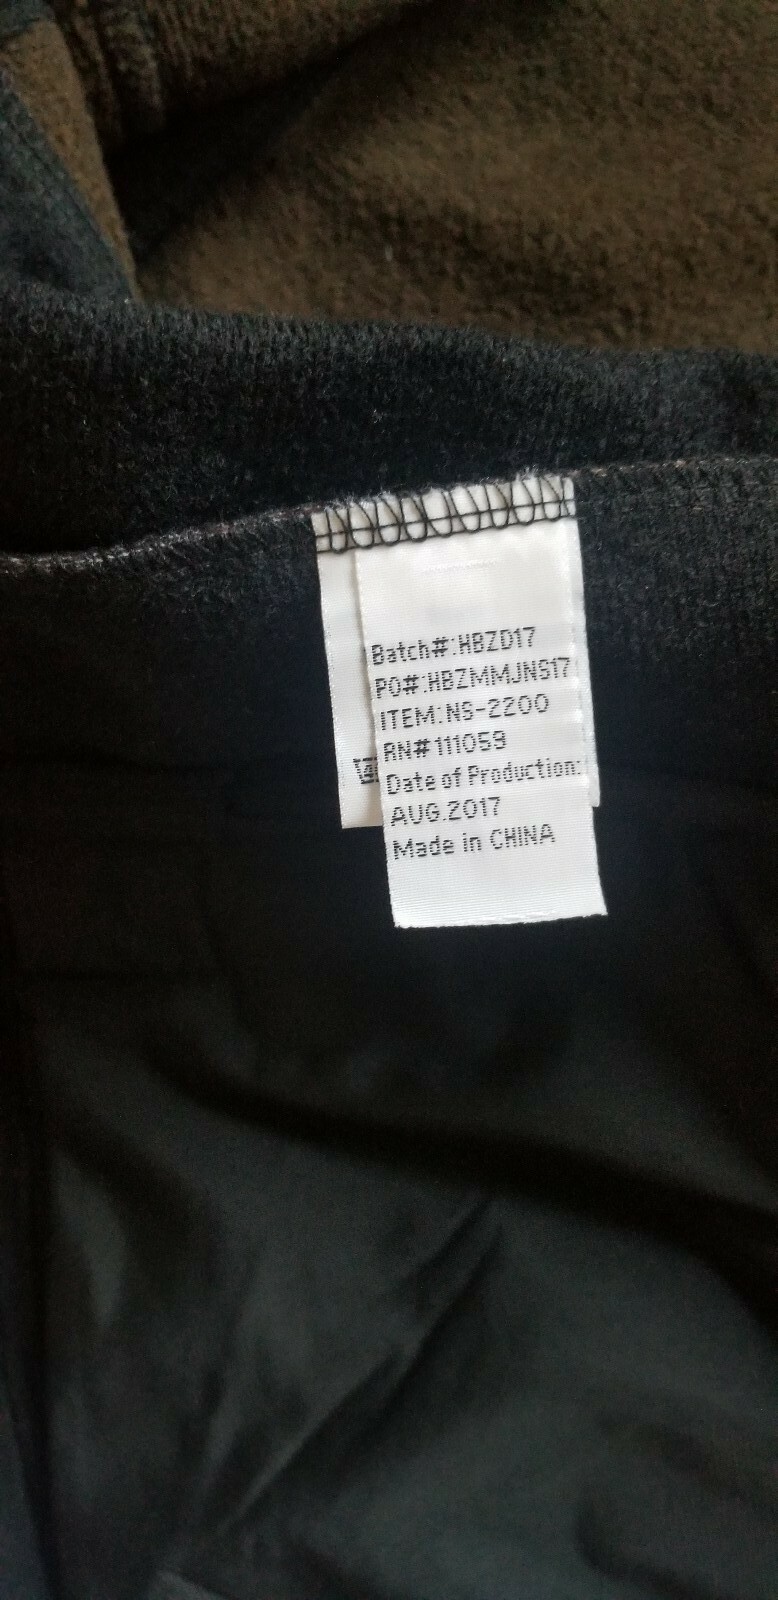 Batch#:HBZD17
PO#:HBZMMJNS17
ITEM:NS-2200
RN#111059
Date of Production:
AUG.2017
Made in CHINA